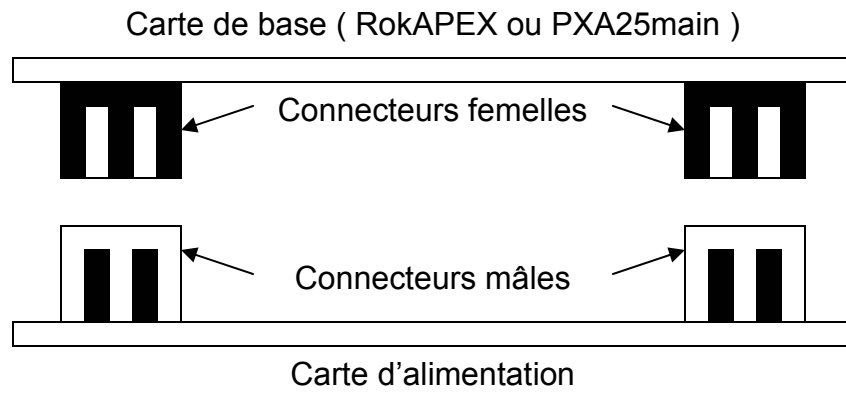 Carte de base ( RokAPEX ou PXA25main )
Connecteurs femelles
Connecteurs mâles
Carte d’alimentation